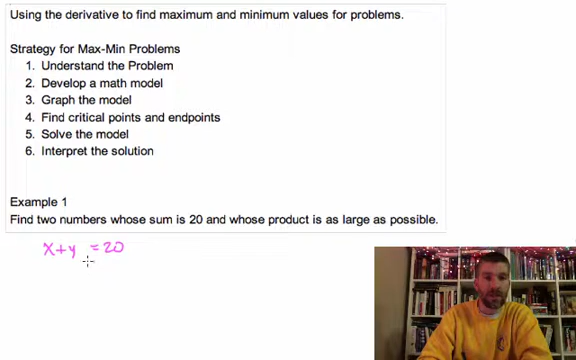 Using the derivative to find maximum and minimum values for problems.
Strategy for Max-Min Problems
1. Understand the Problem
2. Develop a math model
3. Graph the model
4. Find critical points and endpoints
5. Solve the model
6. Interpret the solution
Example 1
Find two numbers whose sum is 20 and whose product is as large as possible.
x+y = 20